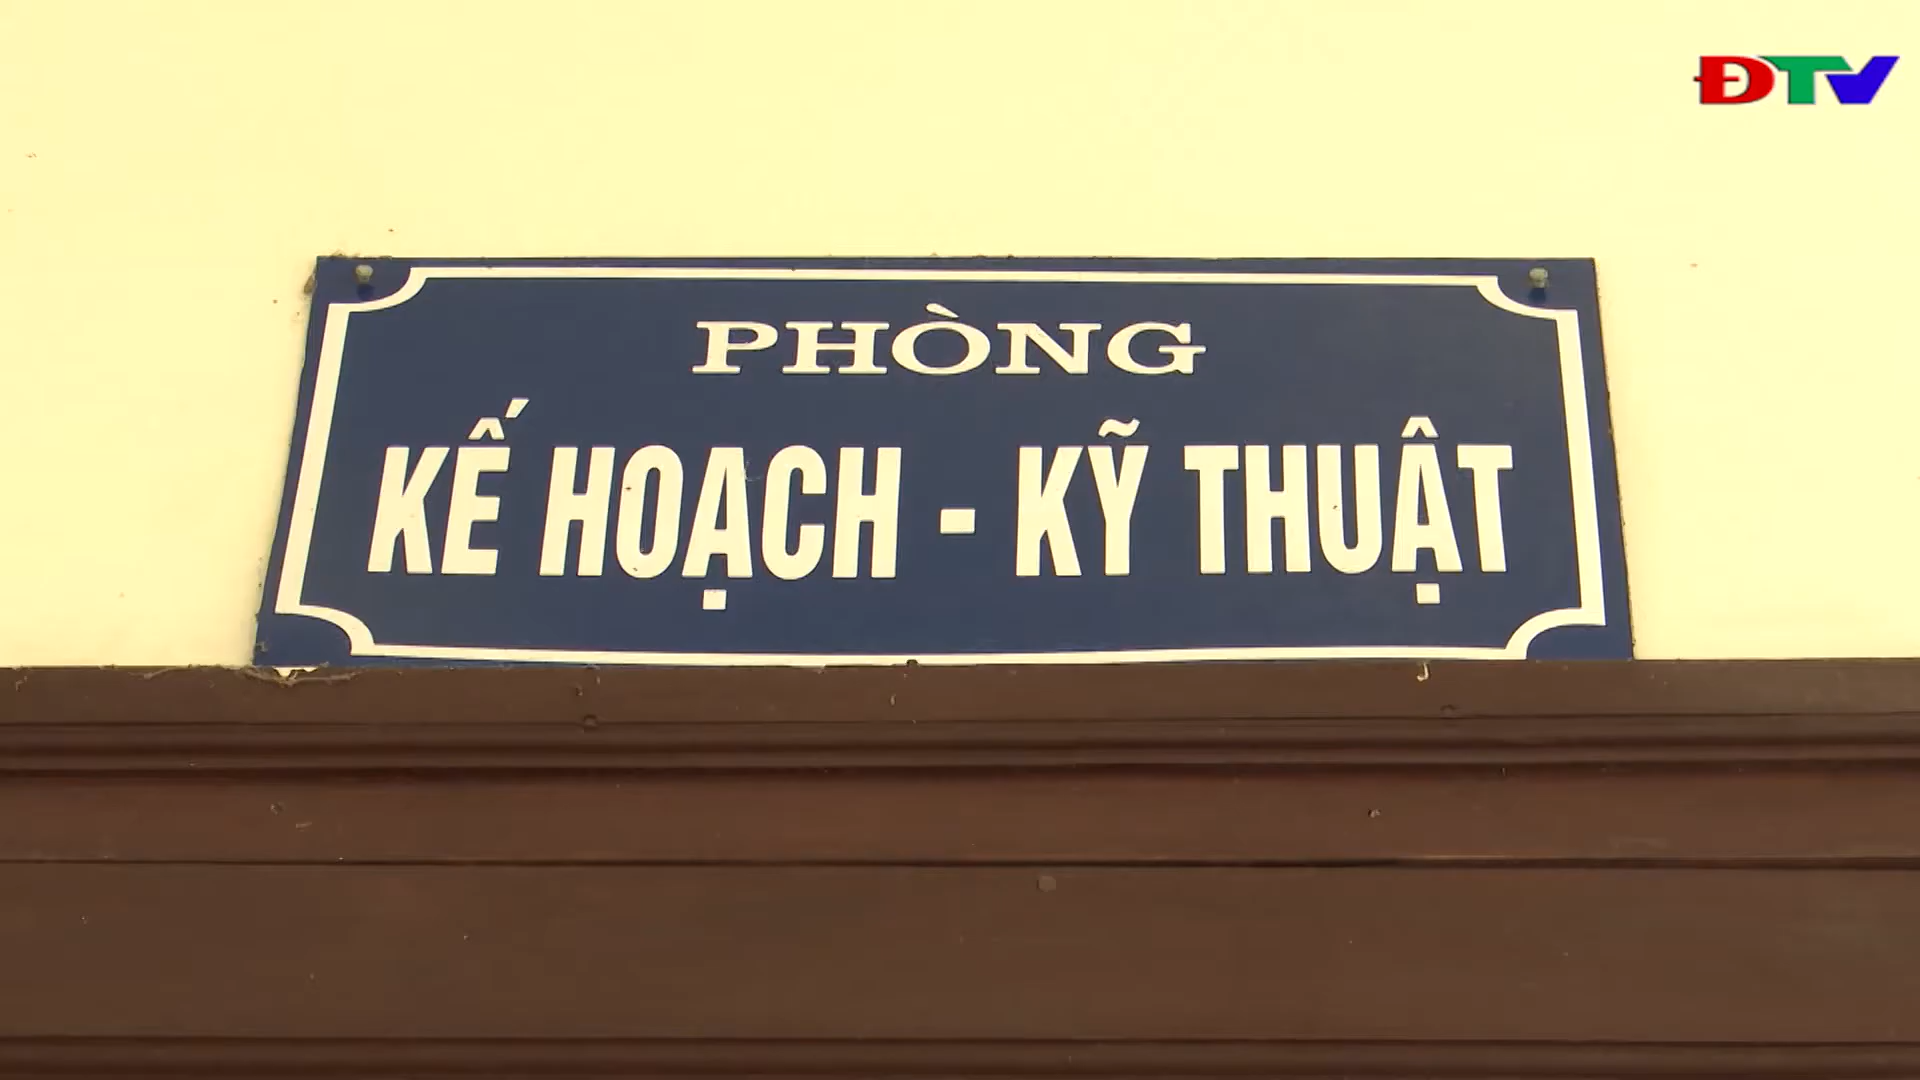 ĐTV
PHÒNG
KẾ HOẠCH - KỸ THUẬT